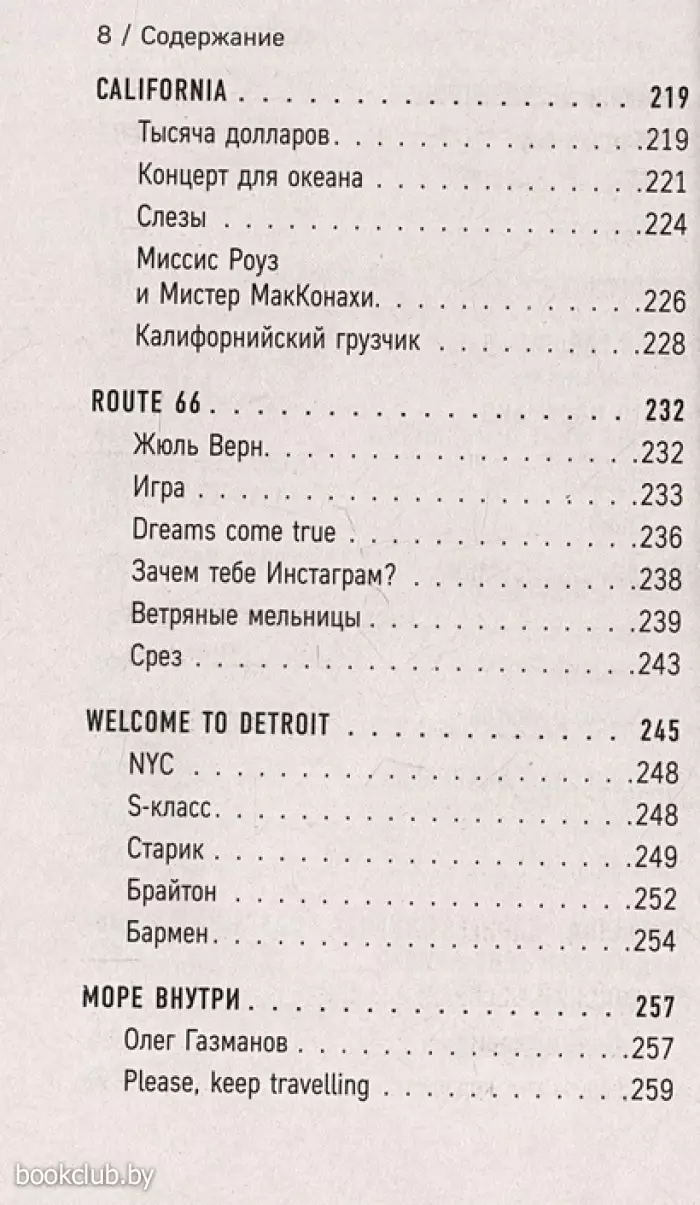 8 / Содержание
CALIFORNIA . . . . . . . . . . . . . . . . 219
Тысяча долларов. . . . . . . . . . . . . . .219
Концерт для океана . . . . . . . . . . . . .221
Слезы . . . . . . . . . . . . . . . . . . . .224
Миссис Роуз
и Мистер МакКонахи. . . . . . . . . . . . .226
Калифорнийский грузчик . . . . . . . . . .228
ROUTE 66. . . . . . . . . . . . . . . . . . 232
Жюль Верн. . . . . . . . . . . . . . . . . .232
Игра . . . . . . . . . . . . . . . . . . . . .233
Dreams come true . . . . . . . . . . . . . .236
Зачем тебе Инстаграм? . . . . . . . . . . .238
Ветряные мельницы . . . . . . . . . . . . .239
Срез . . . . . . . . . . . . . . . . . . . . .243
WELCOME TO DETROIT . . . . . . . . . . . . 245
NYC . . . . . . . . . . . . . . . . . . . . .248
S-класс. . . . . . . . . . . . . . . . . . . .248
Старик . . . . . . . . . . . . . . . . . . . .249
Брайтон . . . . . . . . . . . . . . . . . . .252
Бармен. . . . . . . . . . . . . . . . . . . .254
МОРЕ ВНУТРИ. . . . . . . . . . . . . . . . 257
Олег Газманов . . . . . . . . . . . . . . . .257
Please, keep travelling . . . . . . . . . . . .259
bookclub.by